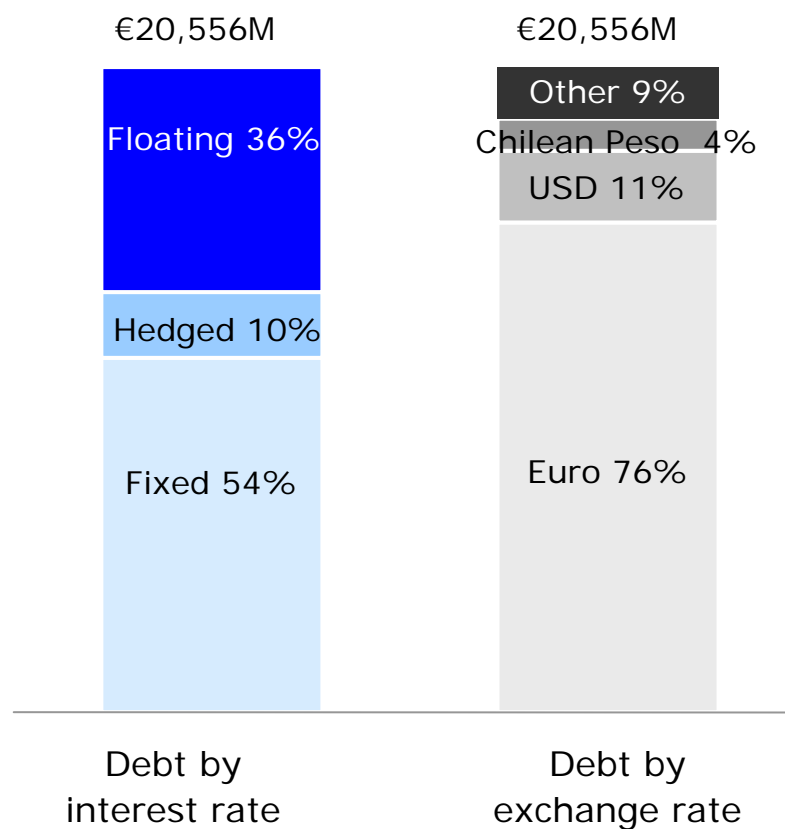 €20,556M
Floating 36%
Hedged 10%
Fixed 54%
Debt by
interest rate
€20,556M
Other 9%
Chilean Peso  4%
USD 11%
Euro 76%
Debt by
exchange rate